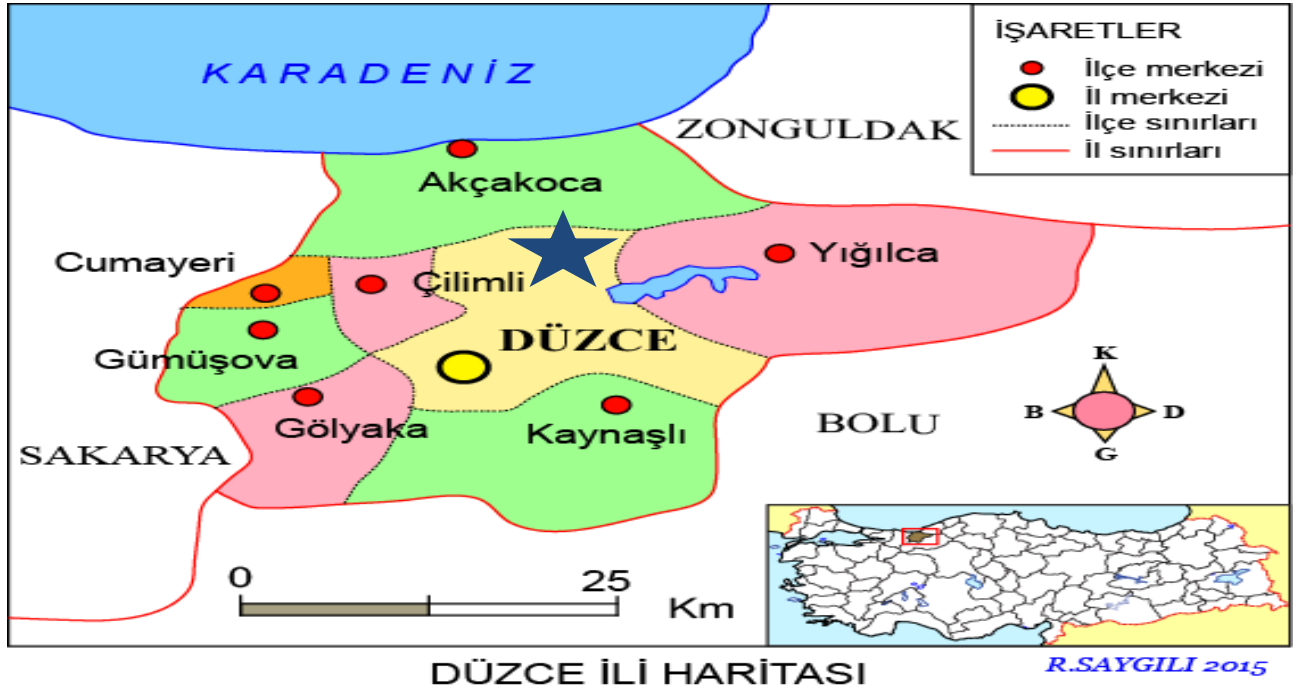 KARADENİZ
İŞARETLER
İlçe merkezi
İl merkezi
İlçe sınırları
İl sınırları
ZONGULDAK
Akçakoca
Cumayeri
Çilimli
Yığılca
DÜZCE
Gümüşova
Gölyaka
Kaynaşlı
BOLU
SAKARYA
K
B D
G
0 25
Km
DÜZCE İLİ HARİTASI
R.SAYGILI 2015